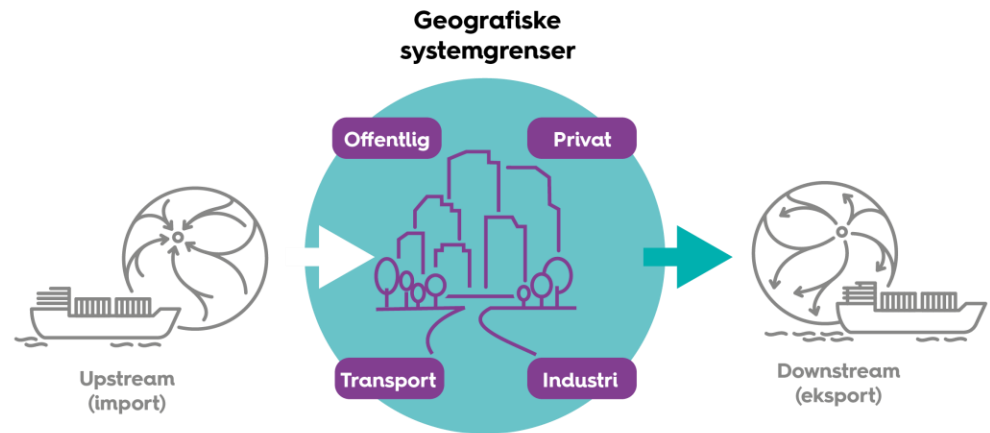 Geografiske
systemgrenser
Offentlig
Privat
Transport
Industri
Upstream
(import)
Downstream
(eksport)